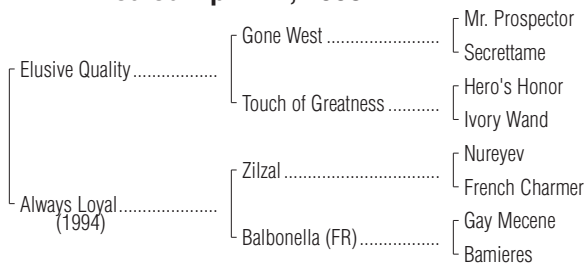 Mr. Prospector
Gone West
Secrettame
Elusive Quality
Hero's Honor
Touch of Greatness
Ivory Wand
Nureyev
Zilzal
French Charmer
Always Loyal
(1994)
Gay Mecene
Balbonella (FR)
Bamieres